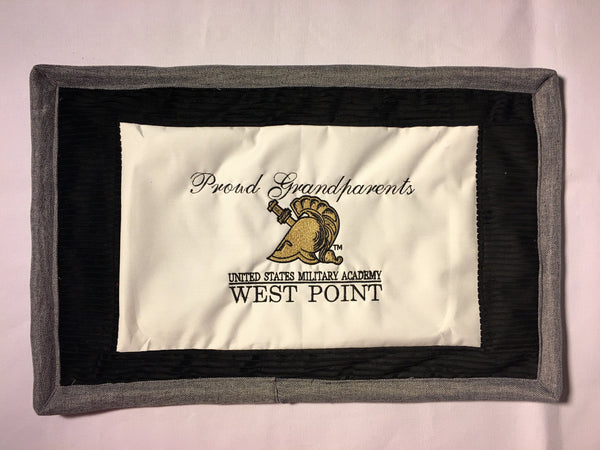 Proud Grandparents
TM
UNITED STATES MILITARY ACADEMY
WEST POINT